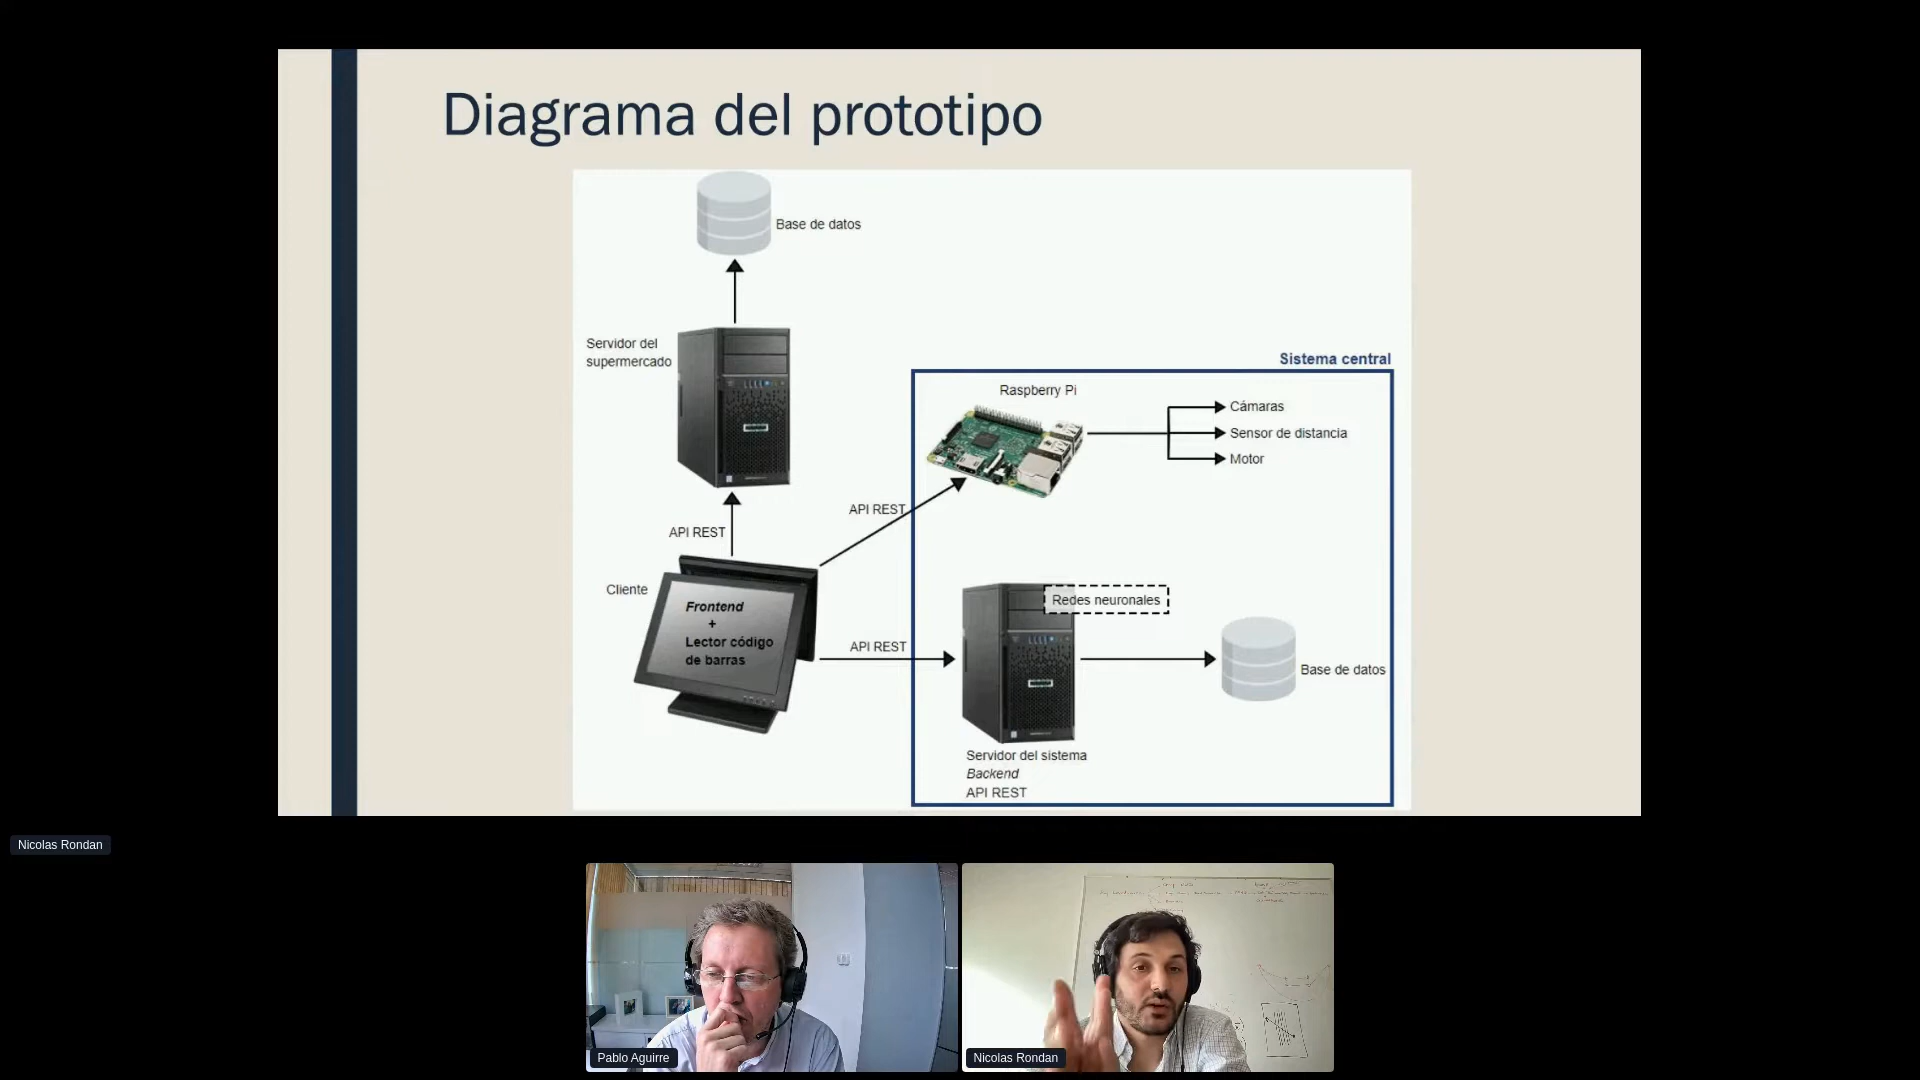 Diagrama del prototipo
Base de datos
Servidor del
supermercado
Sistema central
Raspberry Pi
Cámaras
Sensor de distancia
Motor
API REST
API REST
Cliente
Frontend
+
Lector código
de barras
Redes neuronales
API REST
Base de datos
Servidor del sistema
Backend
API REST
Nicolas Rondan
Pablo Aguirre
Nicolas Rondan